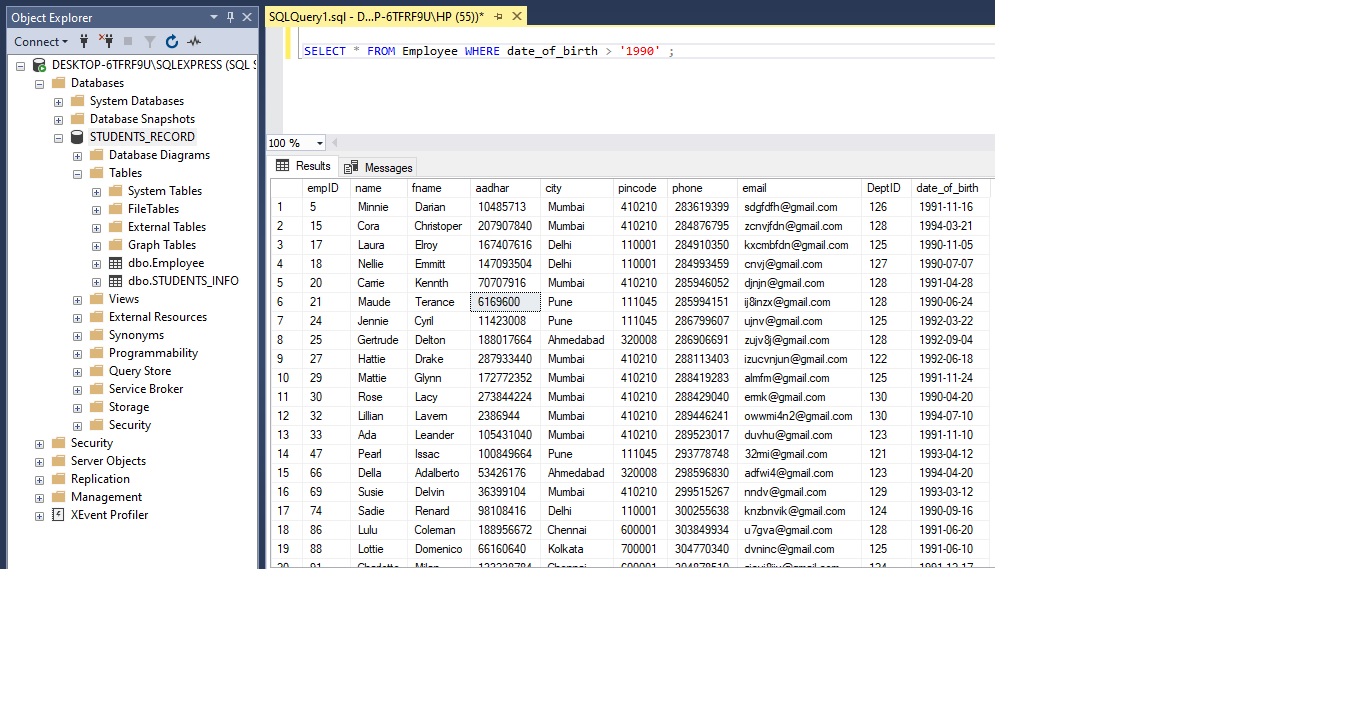 Object Explorer
Connect
DESKTOP-6TFRF9U\SQLEXPRESS (SQL S
Databases
System Databases
Database Snapshots
STUDENTS_RECORD
Database Diagrams
Tables
System Tables
FileTables
External Tables
Graph Tables
dbo.Employee
dbo.STUDENTS_INFO
Views
External Resources
Synonyms
Programmability
Query Store
Service Broker
Storage
Security
Security
Server Objects
Replication
Management
XEvent Profiler
SQLQuery1.sql - D...P-6TFRF9U\HP (55))*
SELECT * FROM Employee WHERE date_of_birth > '1990' ;
100 %
Results Messages
empID name fname aadhar city pincode phone email DeptID date_of_birth
1 5 Minnie Darian 10485713 Mumbai 410210 283619399 sdgfdfh@gmail.com 126 1991-11-16
2 15 Cora Christoper 207907840 Mumbai 410210 284876795 zcnvjfdn@gmail.com 128 1994-03-21
3 17 Laura Elroy 167407616 Delhi 110001 284910350 kxcmbfdn@gmail.com 125 1990-11-05
4 18 Nellie Emmitt 147093504 Delhi 110001 284993459 cnvj@gmail.com 127 1990-07-07
5 20 Carrie Kennth 70707916 Mumbai 410210 285946052 djnjn@gmail.com 128 1991-04-28
6 21 Maude Terance 6169600 Pune 111045 285994151 ij8inzx@gmail.com 128 1990-06-24
7 24 Jennie Cyril 11423008 Pune 111045 286799607 ujnv@gmail.com 125 1992-03-22
8 25 Gertrude Delton 188017664 Ahmedabad 320008 286906691 zujv8j@gmail.com 128 1992-09-04
9 27 Hattie Drake 287933440 Mumbai 410210 288113403 izucvnjun@gmail.com 122 1992-06-18
10 29 Mattie Glynn 172772352 Mumbai 410210 288419283 almfm@gmail.com 125 1991-11-24
11 30 Rose Lacy 273844224 Mumbai 410210 288429040 emk@gmail.com 130 1990-04-20
12 32 Lillian Lavern 2386944 Mumbai 410210 289446241 owwmi4n2@gmail.com 130 1994-07-10
13 33 Ada Leander 105431040 Mumbai 410210 289523017 duvhu@gmail.com 123 1991-11-10
14 47 Pearl Issac 100849664 Pune 111045 293778748 32mi@gmail.com 121 1993-04-12
15 66 Della Adalberto 53426176 Ahmedabad 320008 298596830 adfwi4@gmail.com 123 1994-04-20
16 69 Susie Delvin 36399104 Mumbai 410210 299515267 nndv@gmail.com 129 1993-03-12
17 74 Sadie Renard 98108416 Delhi 110001 300255638 knzbnvik@gmail.com 124 1990-09-16
18 86 Lulu Coleman 188956672 Chennai 600001 303849934 u7gva@gmail.com 128 1991-06-20
19 88 Lottie Domenico 66160640 Kolkata 700001 304770340 dvninc@gmail.com 125 1991-06-10